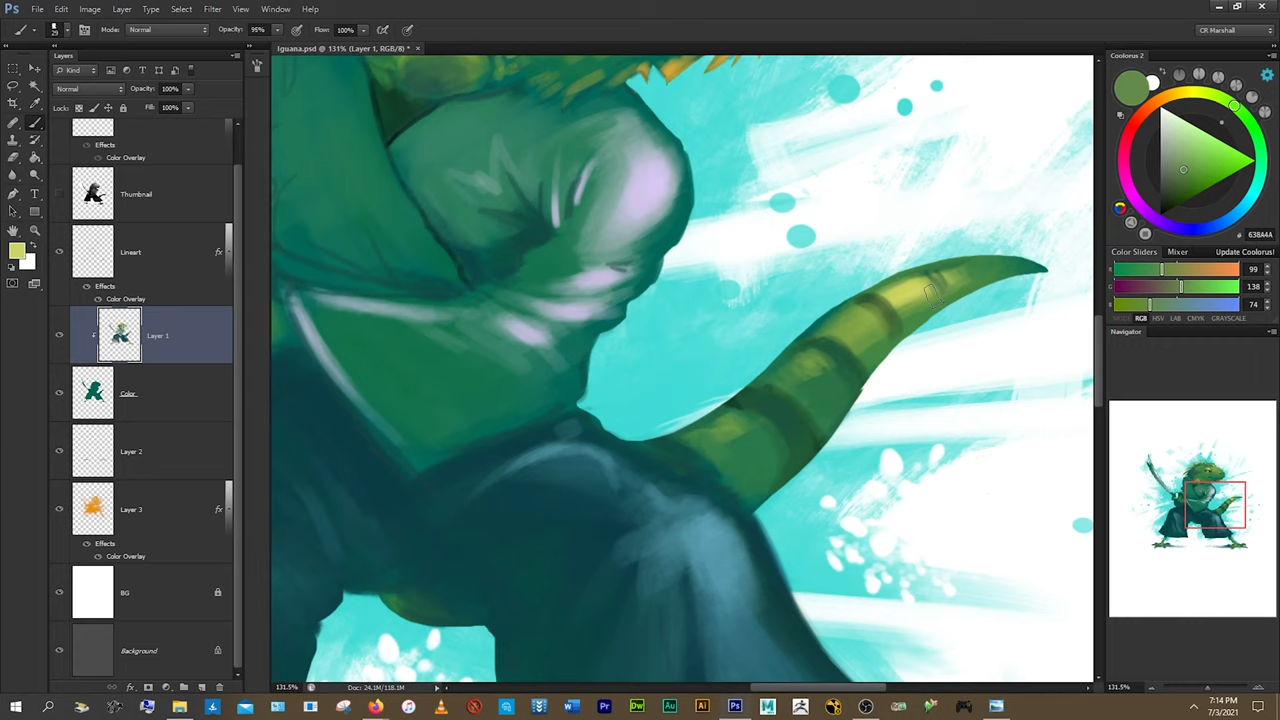 Ps File Edit Image Layer Type Select Filter View Window Help
29 Mode: Normal Opacity: 95% Flow: 100% CR Marshall
Layers
Iguana.psd @ 131% (Layer 1, RGB/8) *
Coolorus 2
Kind
Normal Opacity: 100%
Lock: Fill: 100%
Effects
Color Overlay
Thumbnail
Lineart fx
Effects
Color Overlay
Layer 1
Color
Layer 2
Layer 3 fx
Effects
Color Overlay
BG
Background
fx
638A4A
Color Sliders Mixer Update Coolorus!
R 99
G 138
B 74
RGB HSV LAB CMYK GRAYSCALE
Navigator
131.5%
131.5% Doc: 24.1M/118.1M
7:14 PM
7/3/2021